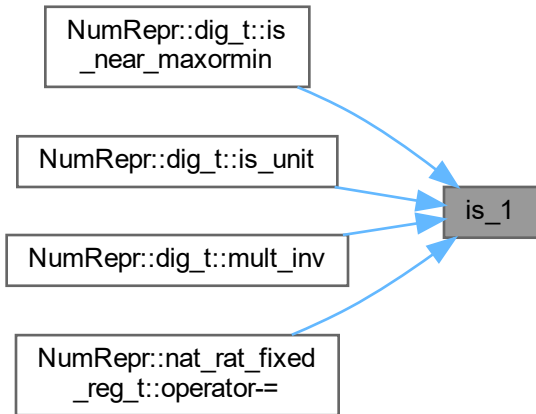 NumRepr::dig_t::is
_near_maxormin
NumRepr::dig_t::is_unit
is_1
NumRepr::dig_t::mult_inv
NumRepr::nat_rat_fixed
_reg_t::operator-=